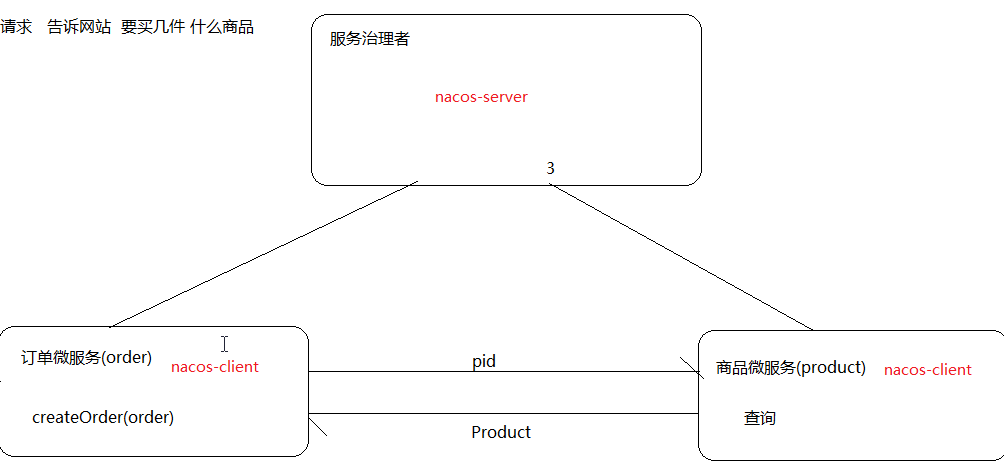 请求 告诉网站 要买几件 什么商品
服务治理者
nacos-server
3
订单微服务(order)
nacos-client
createOrder(order)
pid
Product
商品微服务(product)
nacos-client
查询